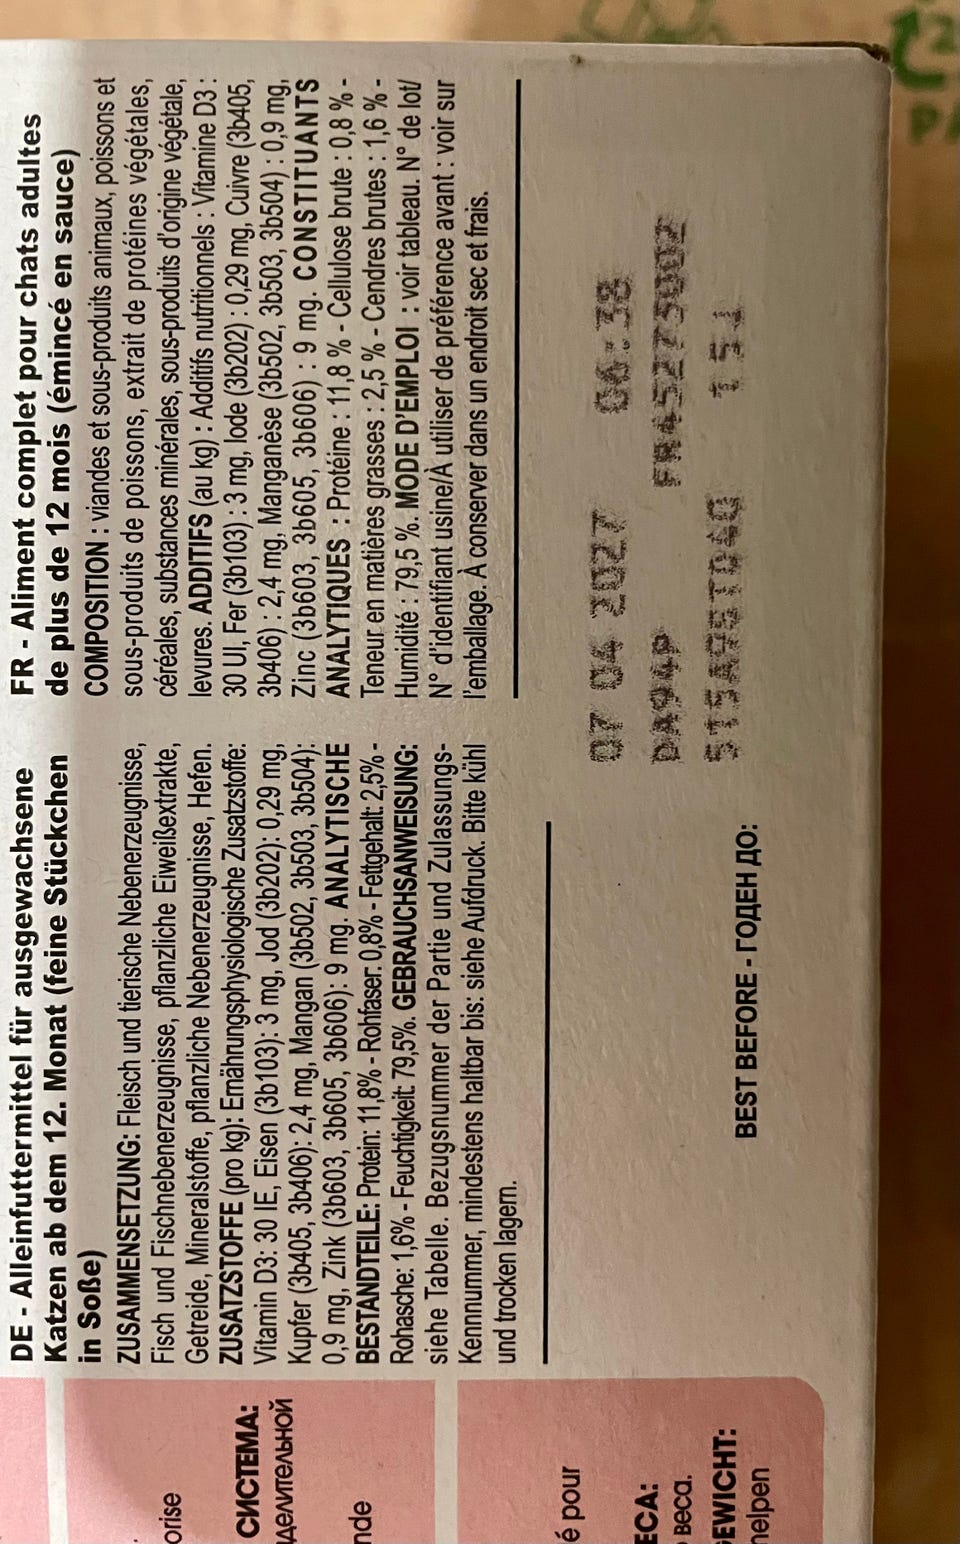 DE - Alleinfuttermittel für ausgewachsene
Katzen ab dem 12. Monat (feine Stückchen
in Soße)
ZUSAMMENSETZUNG: Fleisch und tierische Nebenerzeugnisse,
Fisch und Fischnebenerzeugnisse, pflanzliche Eiweißextrakte,
Getreide, Mineralstoffe, pflanzliche Nebenerzeugnisse, Hefen.
ZUSATZSTOFFE (pro kg): Ernährungsphysiologische Zusatzstoffe:
Vitamin D3: 30 IE, Eisen (3b103): 3 mg, Jod (3b202): 0,29 mg,
Kupfer (3b405, 3b406): 2,4 mg, Mangan (3b502, 3b503, 3b504):
0,9 mg, Zink (3b603, 3b605, 3b606): 9 mg. ANALYTISCHE
BESTANDTEILE: Protein: 11,8% - Rohfaser: 0,8% - Fettgehalt: 2,5% -
Rohasche: 1,6% - Feuchtigkeit: 79,5%. GEBRAUCHSANWEISUNG:
siehe Tabelle. Bezugsnummer der Partie und Zulassungs-
Kennnummer, mindestens haltbar bis: siehe Aufdruck. Bitte kühl
und trocken lagern.
FR - Aliment complet pour chats adultes
de plus de 12 mois (émincé en sauce)
COMPOSITION : viandes et sous-produits animaux, poissons et
sous-produits de poissons, extrait de protéines végétales,
céréales, substances minérales, sous-produits d'origine végétale,
levures. ADDITIFS (au kg) : Additifs nutritionnels : Vitamine D3 :
30 UI, Fer (3b103) : 3 mg, Iode (3b202) : 0,29 mg, Cuivre (3b405,
3b406) : 2,4 mg, Manganèse (3b502, 3b503, 3b504) : 0,9 mg,
Zinc (3b603, 3b605, 3b606) : 9 mg. CONSTITUANTS
ANALYTIQUES : Protéine : 11,8 % - Cellulose brute : 0,8 % -
Teneur en matières grasses : 2,5 % - Cendres brutes : 1,6 % -
Humidité : 79,5 %. MODE D'EMPLOI : voir tableau. N° de lot/
N° d'identifiant usine/À utiliser de préférence avant : voir sur
l'emballage. À conserver dans un endroit sec et frais.
07 04 2027 06:38
FR45275002
151
BEST BEFORE - ГОДЕН ДО:
orise
СИСТЕМА:
делительной
nde
é pour
ЕСА:
веса.
GEWICHT:
helpen